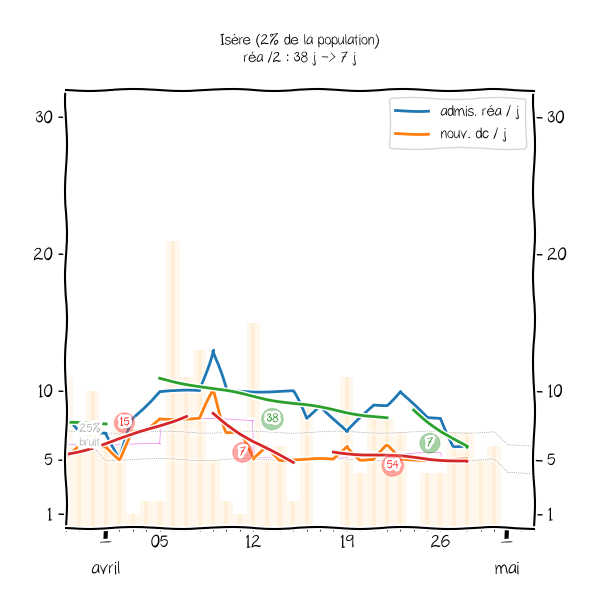 Isère (2% de la population)
réa /2 : 38 j -> 7 j
admis. réa / j
nouv. dc / j
30
30
20
20
10
10
15
38
25%
bruit
7
7
54
5
5
1
1
05
12
19
26
avril
mai